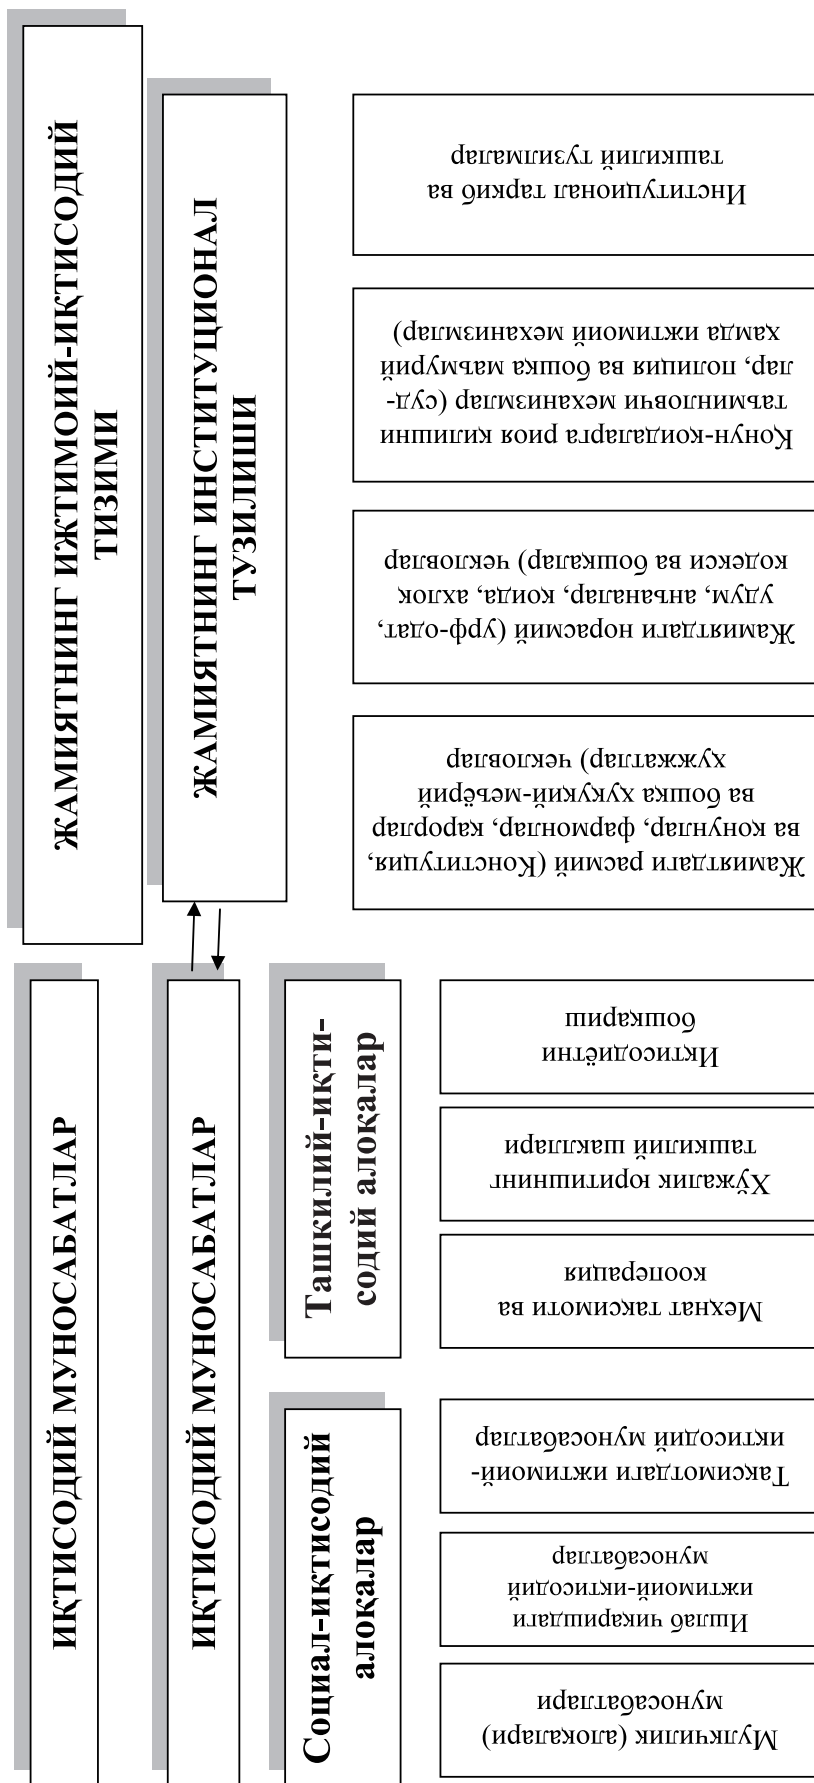 ЖАМИЯТНИНГ ИЖТИМОИЙ-ИҚТИСОДИЙ
ТИЗИМИ
ЖАМИЯТНИНГ ИНСТИТУЦИОНАЛ
ТУЗИЛИШИ
Институционал таркиб ва
ташкилий тузилмалар
Қонун-қоидаларга риоя қилишни
таъминловчи механизмлар (суд-
лар, полиция ва бошқа маъмурий
ҳамда ижтимоий механизмлар)
Жамиятдаги норасмий (урф-одат,
удум, анъаналар, қоида, ахлоқ
кодекси ва бошқалар) чекловлар
Жамиятдаги расмий (Конституция,
ва қонунлар, фармонлар, қарорлар
ва бошқа ҳуқуқий-меъёрий
ҳужжатлар) чекловлар
ИҚТИСОДИЙ МУНОСАБАТЛАР
ИҚТИСОДИЙ МУНОСАБАТЛАР
Ташкилий-иқти-
содий алоқалар
Иқтисодиётни
бошқариш
Хўжалик юритишнинг
ташкилий шакллари
Меҳнат тақсимоти ва
кооперация
Социал-иқтисодий
алоқалар
Тақсимотдаги ижтимоий-
иқтисодий муносабатлар
Ишлаб чиқаришдаги
ижтимоий-иқтисодий
муносабатлар
Мулкчилик (алоқалари)
муносабатлари